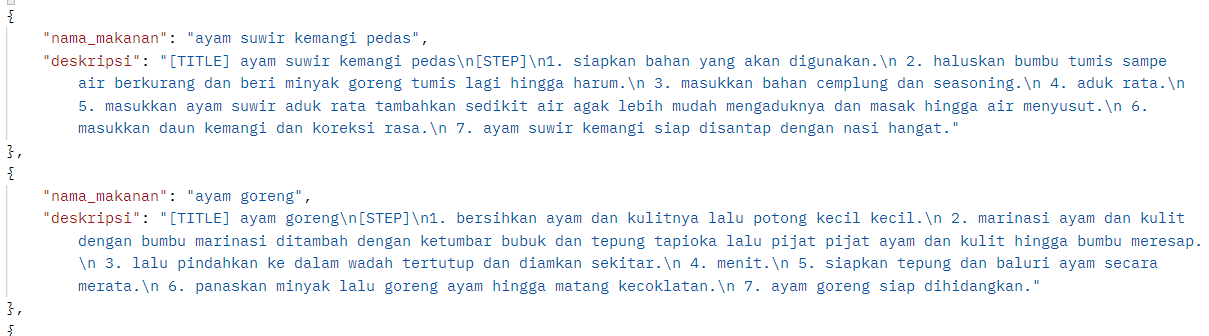 {
"nama_makanan": "ayam suwir kemangi pedas",
"deskripsi": "[TITLE] ayam suwir kemangi pedas\n[STEP]\n1. siapkan bahan yang akan digunakan.\n 2. haluskan bumbu tumis sampe
air berkurang dan beri minyak goreng tumis lagi hingga harum.\n 3. masukkan bahan cemplung dan seasoning.\n 4. aduk rata.\n
5. masukkan ayam suwir aduk rata tambahkan sedikit air agak lebih mudah mengaduknya dan masak hingga air menyusut.\n 6.
masukkan daun kemangi dan koreksi rasa.\n 7. ayam suwir kemangi siap disantap dengan nasi hangat."
},
{
"nama_makanan": "ayam goreng",
"deskripsi": "[TITLE] ayam goreng\n[STEP]\n1. bersihkan ayam dan kulitnya lalu potong kecil kecil.\n 2. marinasi ayam dan kulit
dengan bumbu marinasi ditambah dengan ketumbar bubuk dan tepung tapioka lalu pijat pijat ayam dan kulit hingga bumbu meresap.
\n 3. lalu pindahkan ke dalam wadah tertutup dan diamkan sekitar.\n 4. menit.\n 5. siapkan tepung dan baluri ayam secara
merata.\n 6. panaskan minyak lalu goreng ayam hingga matang kecoklatan.\n 7. ayam goreng siap dihidangkan."
},
{